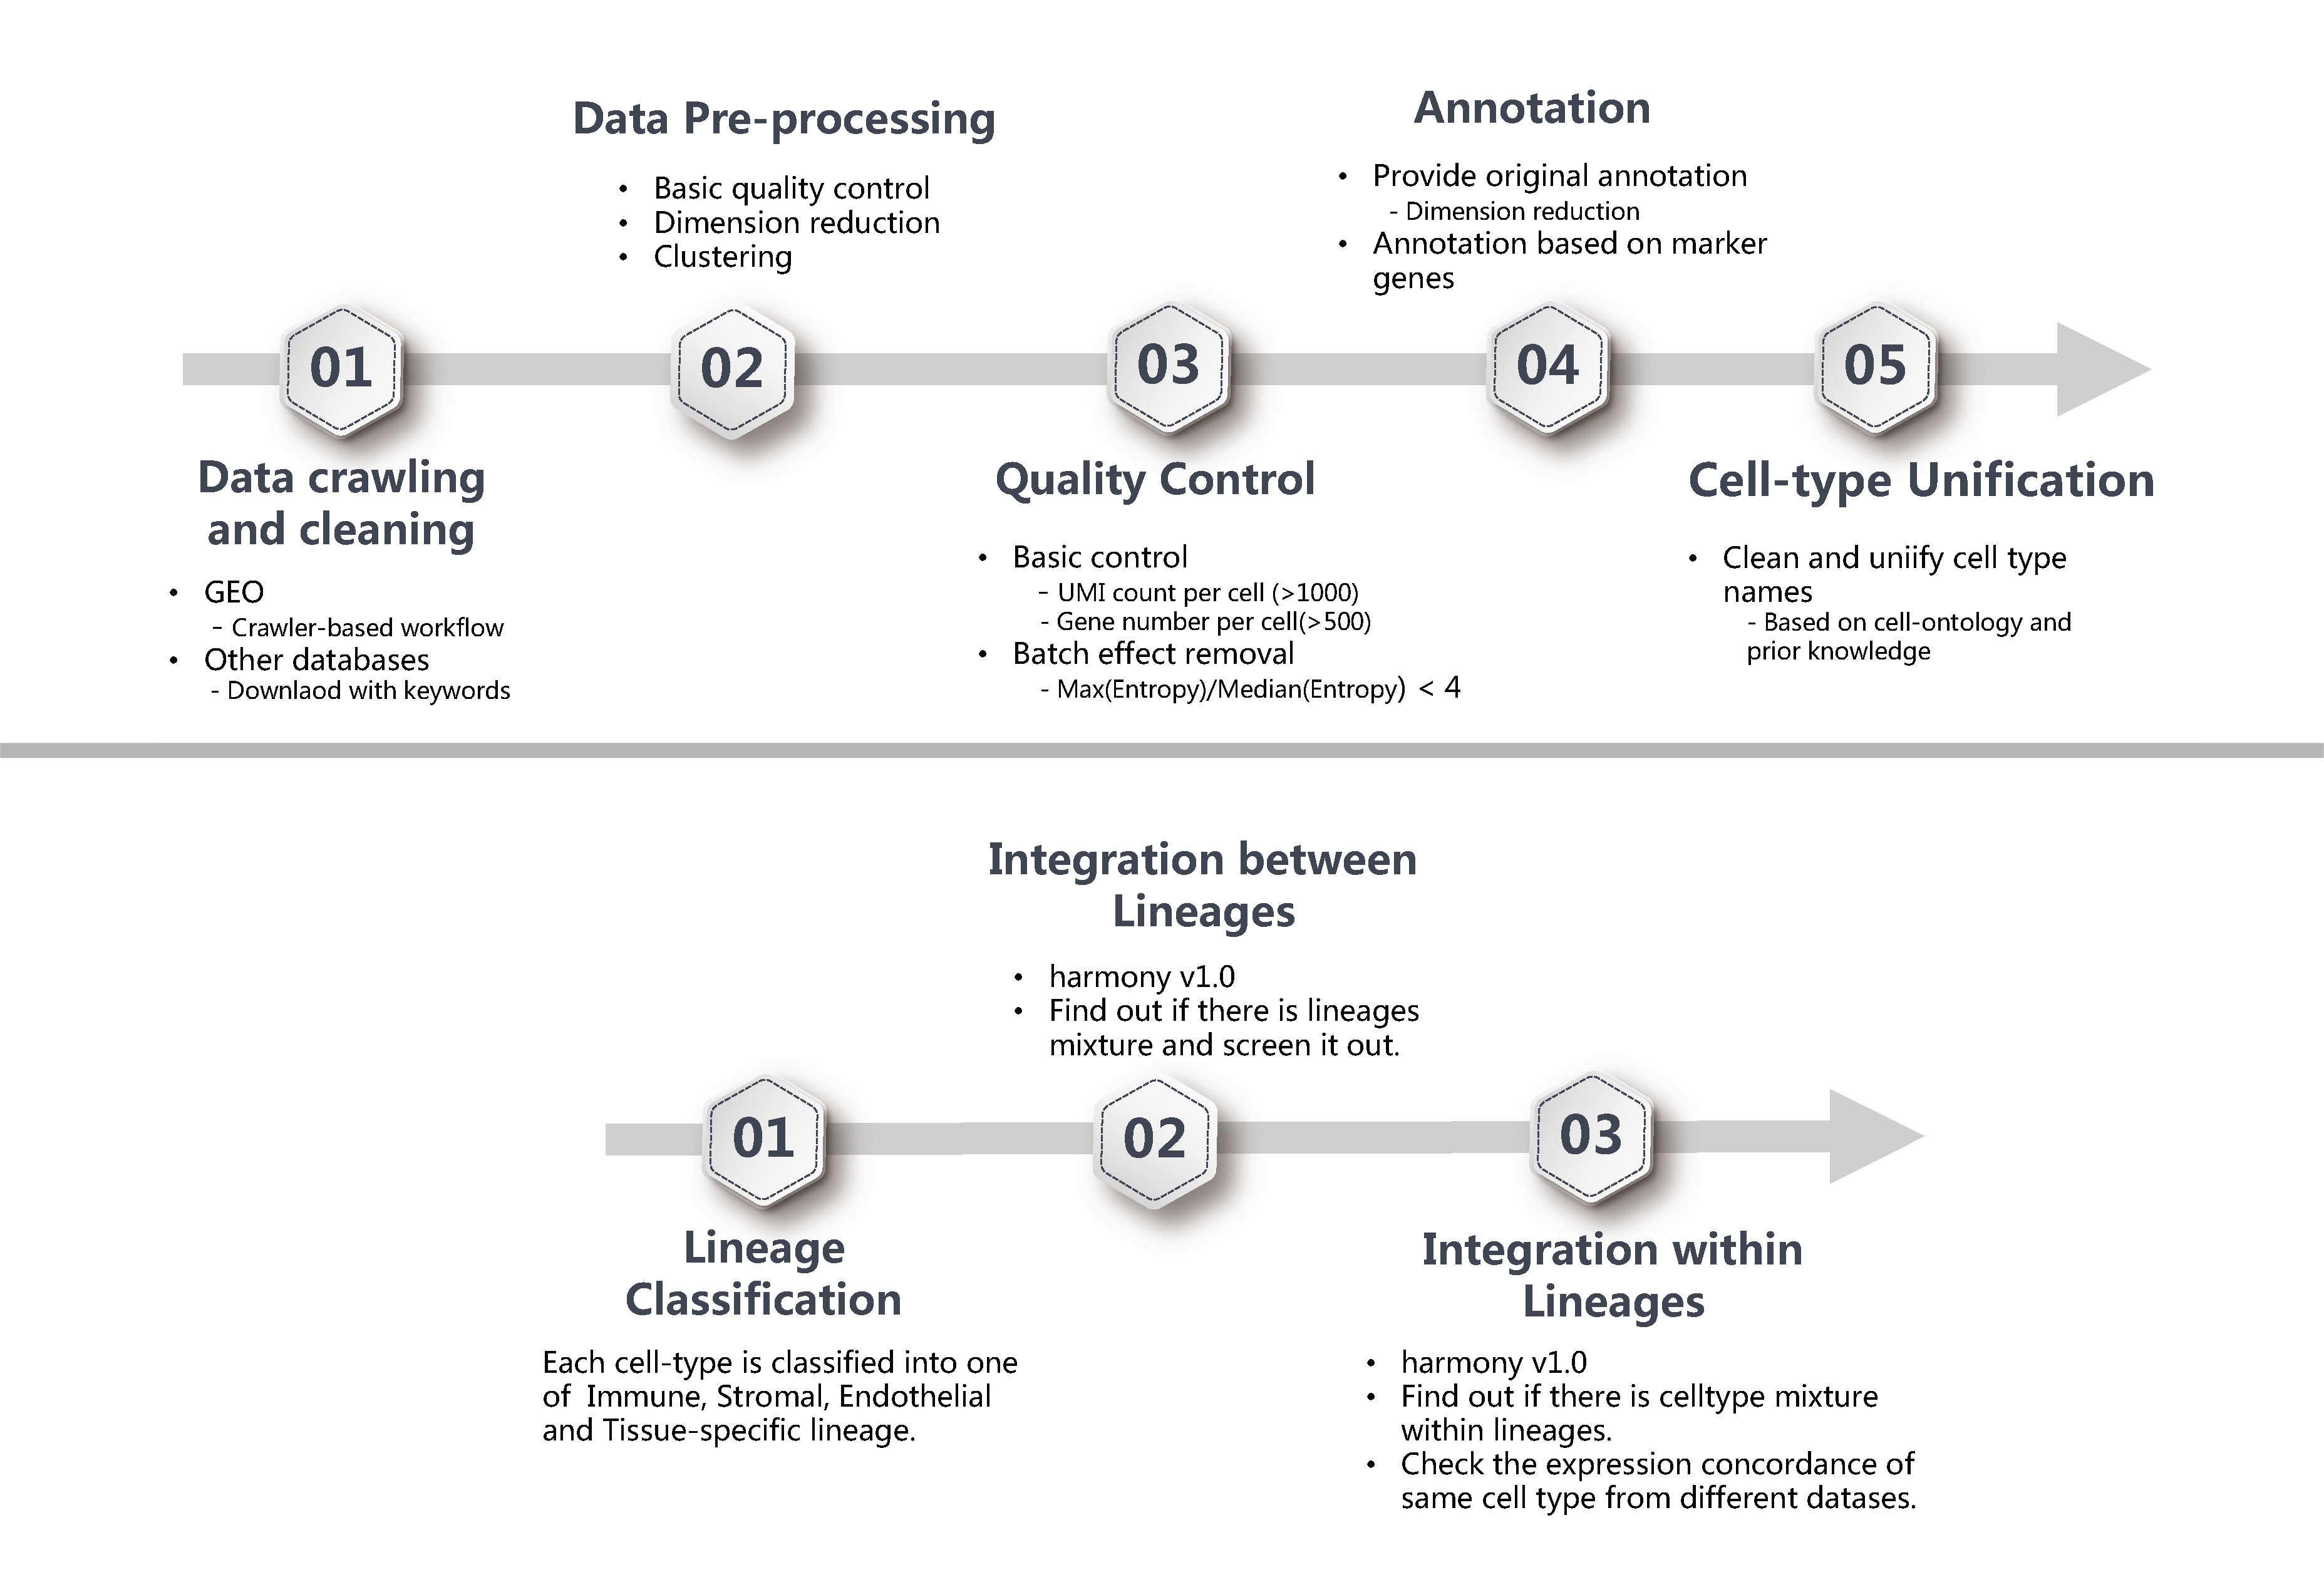 Data Pre-processing
• Basic quality control
• Dimension reduction
• Clustering
Annotation
• Provide original annotation
- Dimension reduction
• Annotation based on marker
genes
01
02
03
04
05
Data crawling
and cleaning
• GEO
- Crawler-based workflow
• Other databases
- Downlaod with keywords
Quality Control
• Basic control
- UMI count per cell (>1000)
- Gene number per cell(>500)
• Batch effect removal
- Max(Entropy)/Median(Entropy) < 4
Cell-type Unification
• Clean and uniify cell type
names
- Based on cell-ontology and
prior knowledge
Integration between
Lineages
• harmony v1.0
• Find out if there is lineages
mixture and screen it out.
01
02
03
Lineage
Classification
Each cell-type is classified into one
of Immune, Stromal, Endothelial
and Tissue-specific lineage.
Integration within
Lineages
• harmony v1.0
• Find out if there is celltype mixture
within lineages.
• Check the expression concordance of
same cell type from different datases.